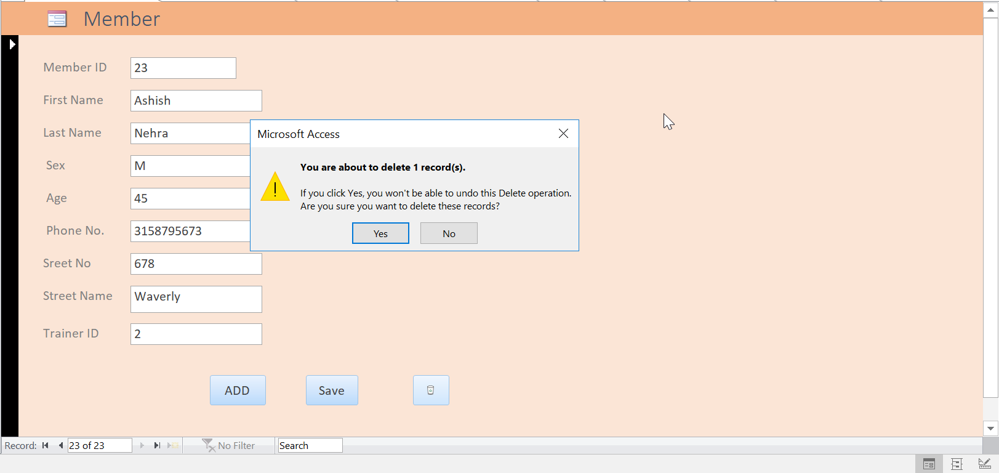 Member
Member ID 23
First Name Ashish
Last Name Nehra
Sex M
Age 45
Phone No. 3158795673
Sreet No 678
Street Name Waverly
Trainer ID 2
Microsoft Access
You are about to delete 1 record(s).
If you click Yes, you won't be able to undo this Delete operation.
Are you sure you want to delete these records?
Yes No
ADD Save
Record: 23 of 23 No Filter Search